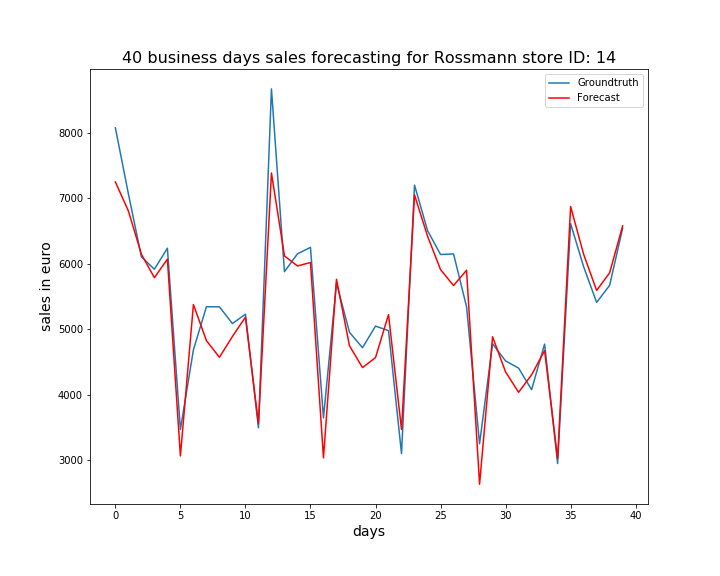 40 business days sales forecasting for Rossmann store ID: 14
Groundtruth
Forecast
sales in euro
8000
7000
6000
5000
4000
3000
0 5 10 15 20 25 30 35 40
days